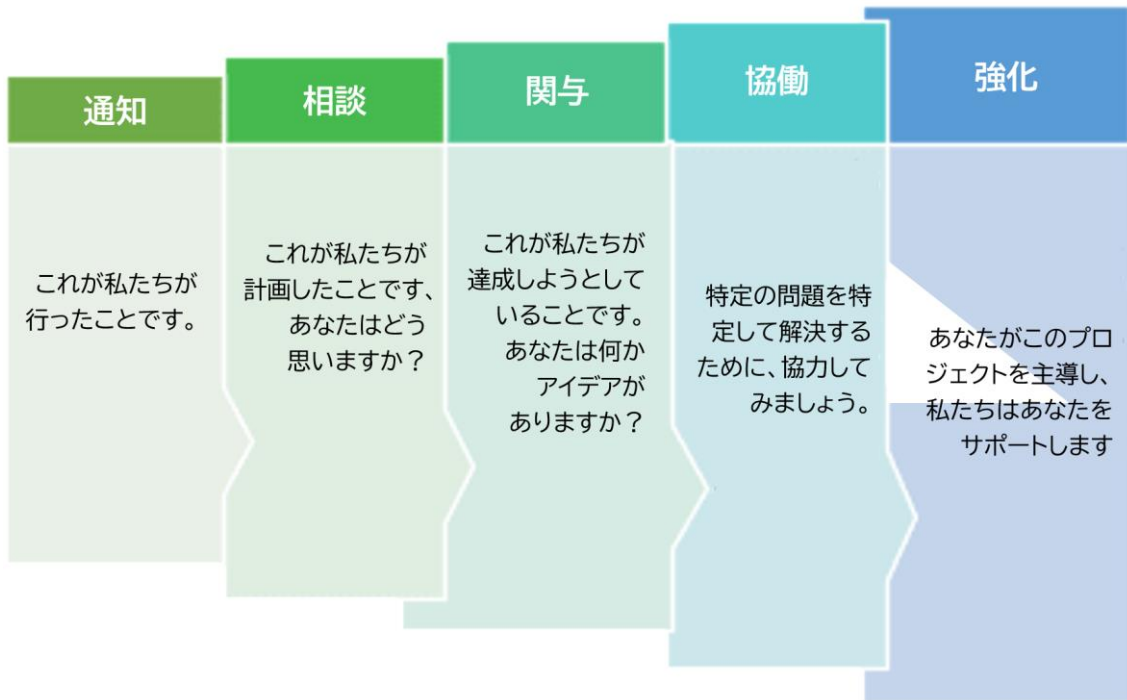 通知
これが私たちが
行ったことです。
相談
これが私たちが
計画したことです、
あなたはどう
思いますか？
関与
これが私たちが
達成しようとして
いることです。
あなたは何か
アイデアが
ありますか？
協働
特定の問題を特
定して解決する
ために、協力して
みましょう。
強化
あなたがこのプロ
ジェクトを主導し、
私たちはあなたを
サポートします